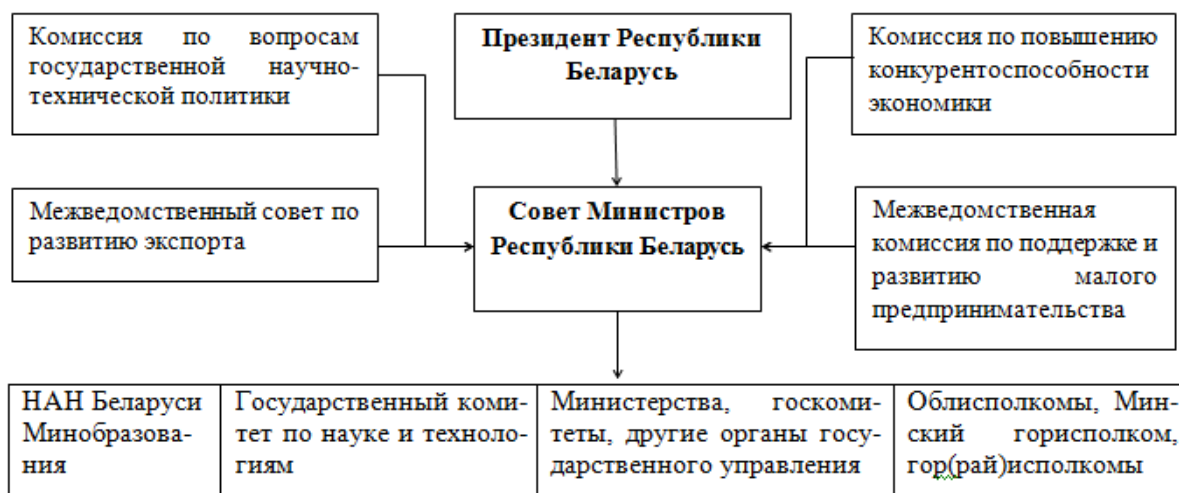 Комиссия по вопросам
государственной научно-
технической политики
Президент Республики
Беларусь
Комиссия по повышению
конкурентоспособности
экономики
Межведомственный совет по
развитию экспорта
Совет Министров
Республики Беларусь
Межведомственная
комиссия по поддержке и
развитию малого
предпринимательства
НАН Беларуси
Минобразова-
ния
Государственный коми-
тет по науке и техноло-
гиям
Министерства, госкоми-
теты, другие органы госу-
дарственного управления
Облисполкомы, Мин-
ский горисполком,
гор(рай)исполкомы